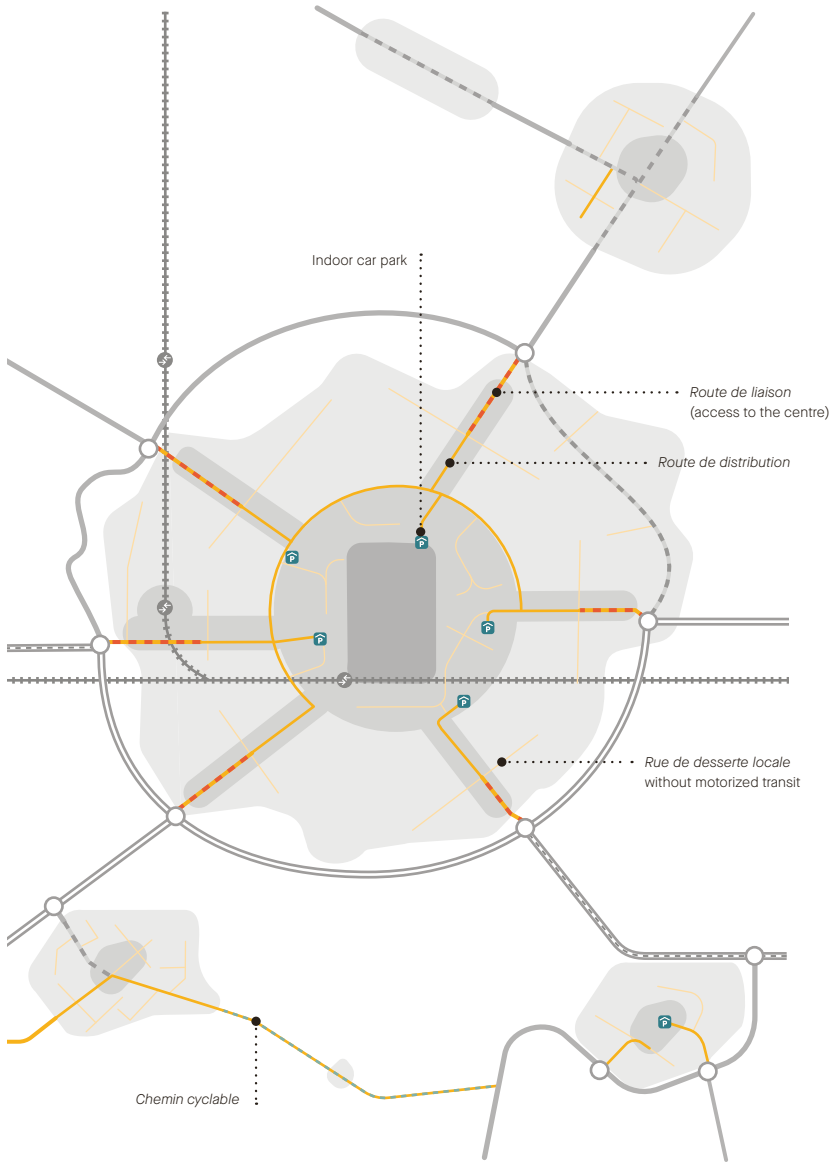 Indoor car park
Route de liaison
(access to the centre)
Route de distribution
P
P
P
P
P
Rue de desserte locale
without motorized transit
P
Chemin cyclable